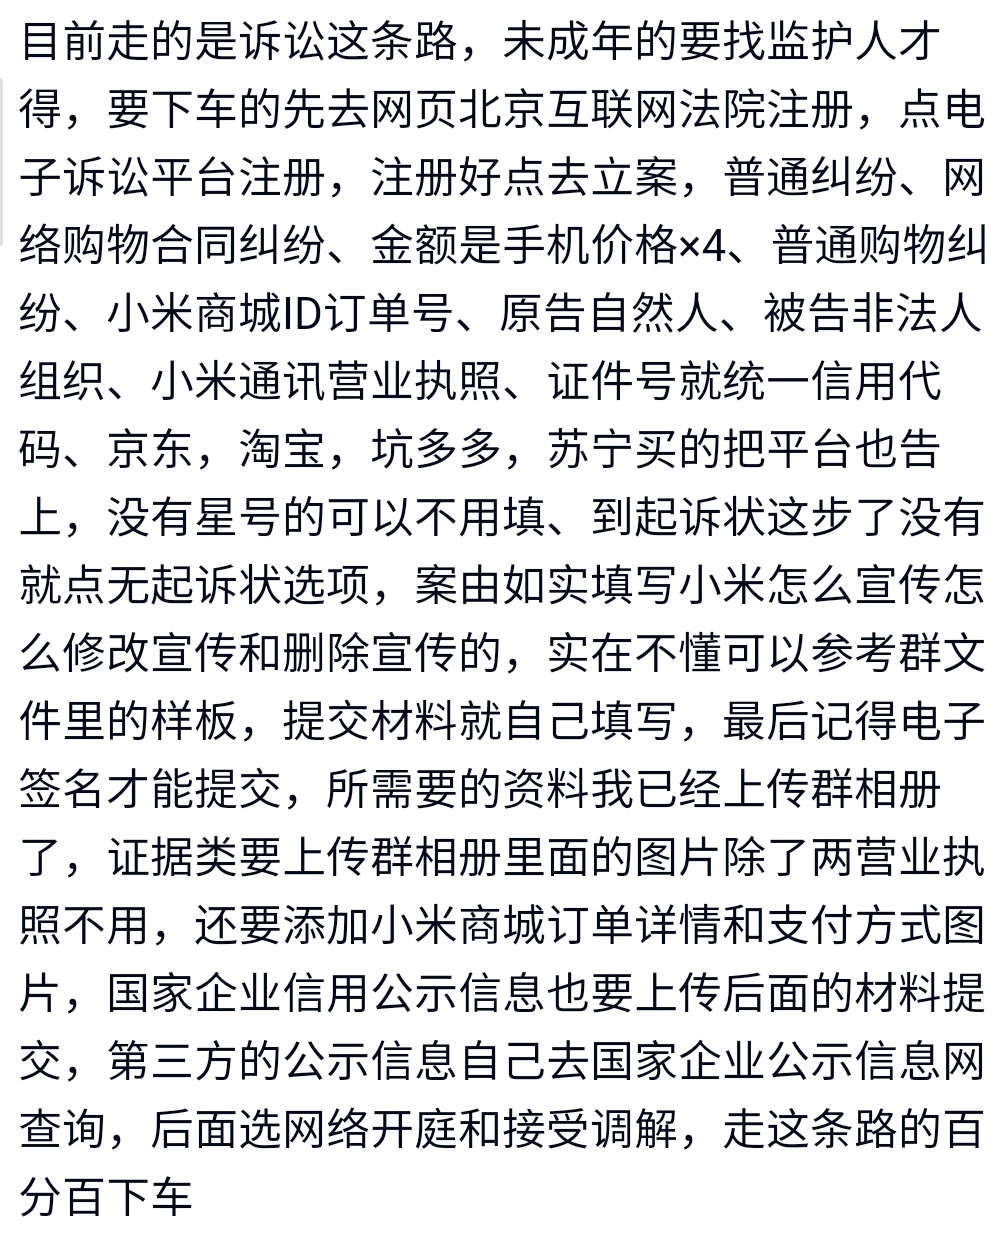 目前走的是诉讼这条路，未成年的要找监护人才
得，要下车的先去网页北京互联网法院注册，点电
子诉讼平台注册，注册好点去立案，普通纠纷、网
络购物合同纠纷、金额是手机价格×4、普通购物纠
纷、小米商城ID订单号、原告自然人、被告非法人
组织、小米通讯营业执照、证件号就统一信用代
码、京东，淘宝，坑多多，苏宁买的把平台也告
上，没有星号的可以不用填、到起诉状这步了没有
就点无起诉状选项，案由如实填写小米怎么宣传怎
么修改宣传和删除宣传的，实在不懂可以参考群文
件里的样板，提交材料就自己填写，最后记得电子
签名才能提交，所需要的资料我已经上传群相册
了，证据类要上传群相册里面的图片除了两营业执
照不用，还要添加小米商城订单详情和支付方式图
片，国家企业信用公示信息也要上传后面的材料提
交，第三方的公示信息自己去国家企业公示信息网
查询，后面选网络开庭和接受调解，走这条路的百
分百下车